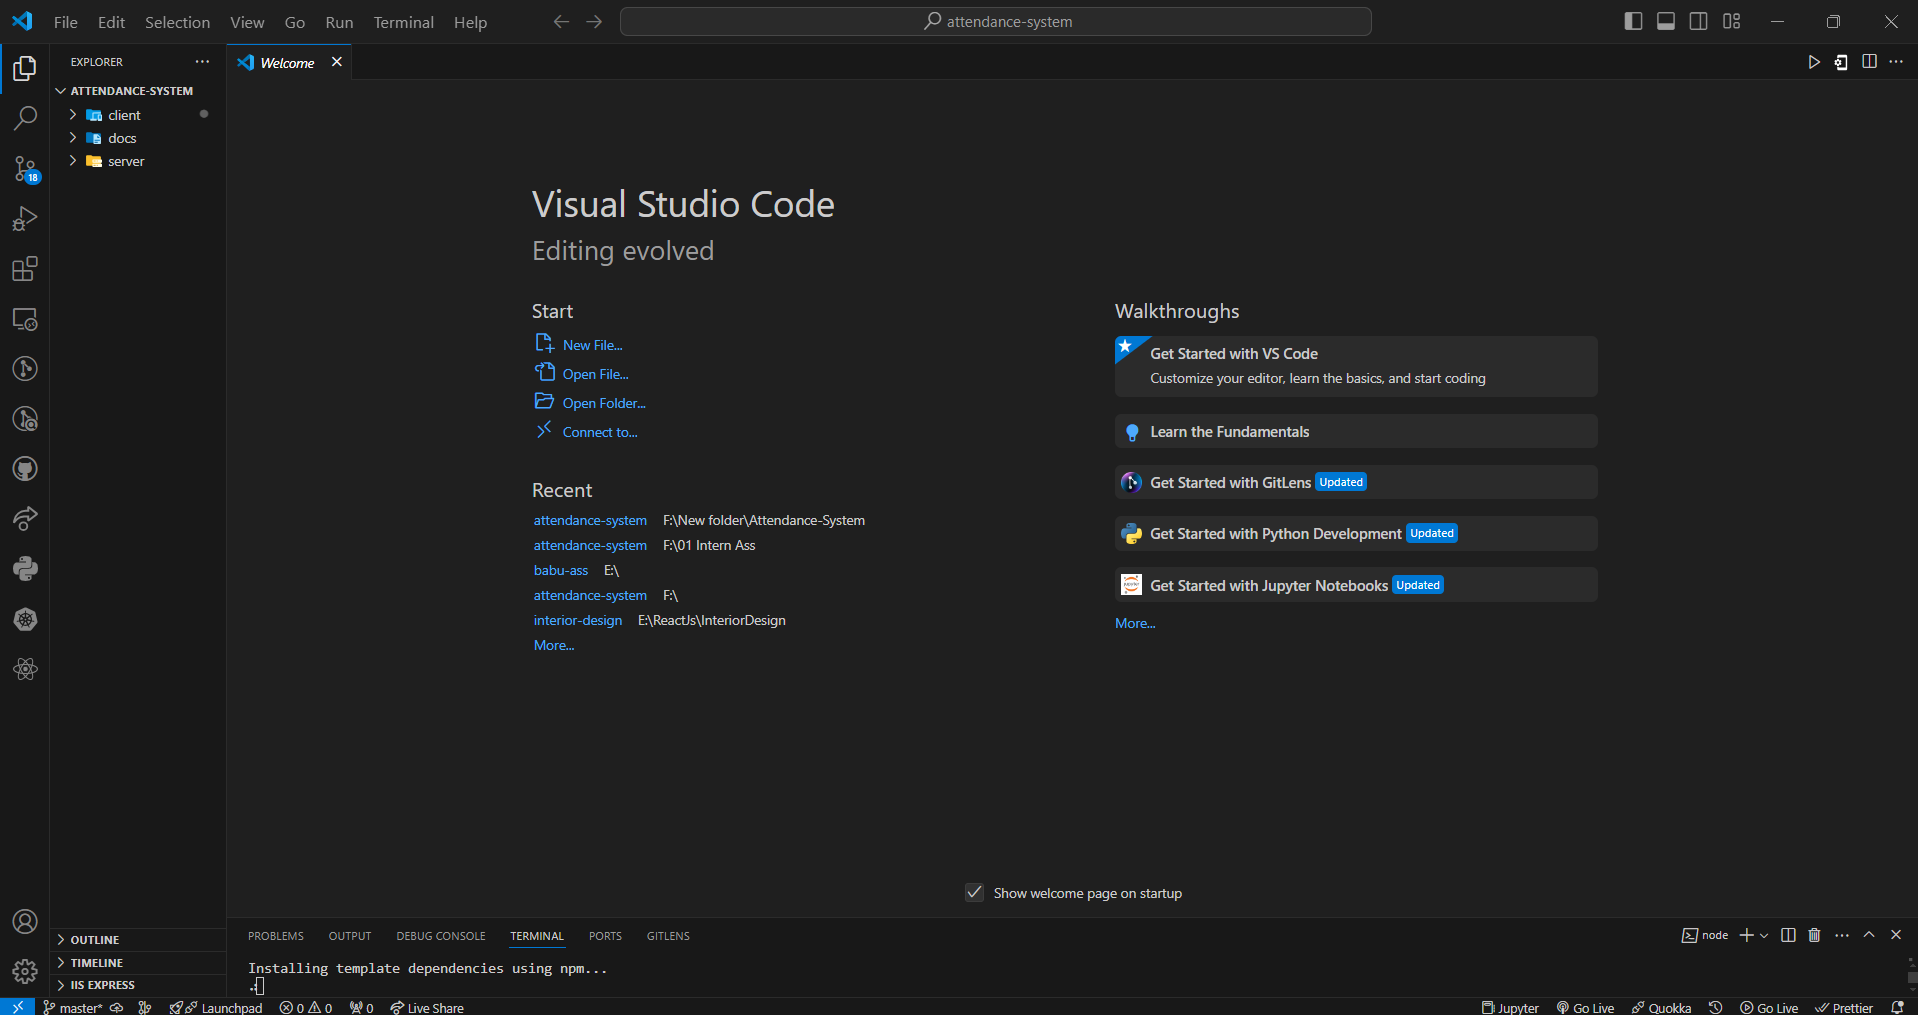 File Edit Selection View Go Run Terminal Help
attendance-system
EXPLORER
ATTENDANCE-SYSTEM
client
docs
server
18
Welcome
Visual Studio Code
Editing evolved
Start
New File...
Open File...
Open Folder...
Connect to...
Recent
attendance-system F:\New folder\Attendance-System
attendance-system F:\01 Intern Ass
babu-ass E:\
attendance-system F:\
interior-design E:\ReactJs\InteriorDesign
More...
Walkthroughs
Get Started with VS Code
Customize your editor, learn the basics, and start coding
Learn the Fundamentals
Get Started with GitLens Updated
Get Started with Python Development Updated
Get Started with Jupyter Notebooks Updated
More...
Show welcome page on startup
OUTLINE
TIMELINE
IIS EXPRESS
PROBLEMS OUTPUT DEBUG CONSOLE TERMINAL PORTS GITLENS
node
Installing template dependencies using npm...
master* Launchpad 0 0 0 Live Share Jupyter Go Live Quokka Go Live Prettier